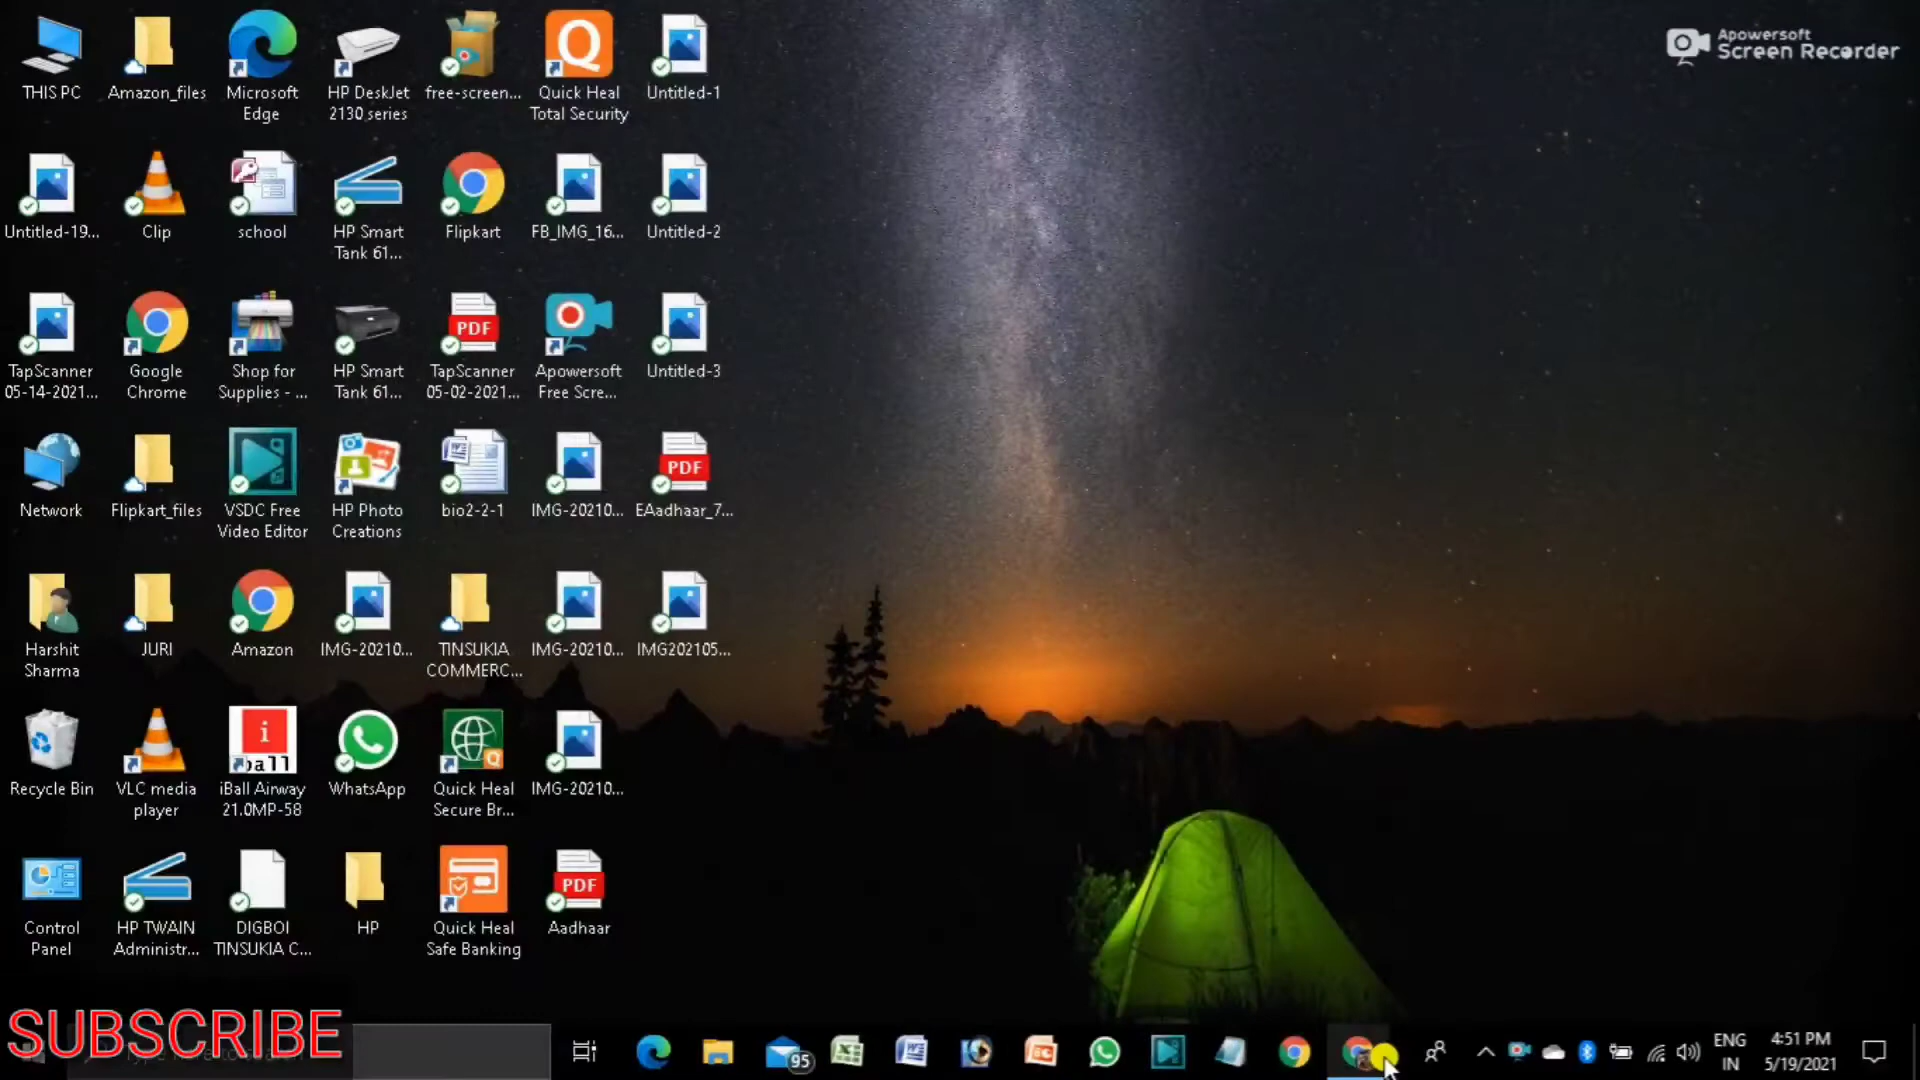 Apowersoft
Screen Recorder
THIS PC
Amazon_files
Microsoft
Edge
HP DeskJet
2130 series
free-screen...
Quick Heal
Total Security
Untitled-1
Untitled-19...
Clip
school
HP Smart
Tank 61...
Flipkart
FB_IMG_16...
Untitled-2
TapScanner
05-14-2021...
Google
Chrome
Shop for
Supplies - ...
HP Smart
Tank 61...
PDF
TapScanner
05-02-2021...
Apowersoft
Free Scre...
Untitled-3
Network
Flipkart_files
VSDC Free
Video Editor
HP Photo
Creations
bio2-2-1
IMG-20210...
PDF
EAadhaar_7...
Harshit
Sharma
JURI
Amazon
IMG-20210...
TINSUKIA
COMMERC...
IMG-20210...
IMG202105...
Recycle Bin
VLC media
player
i
ball
iBall Airway
21.0MP-58
WhatsApp
Quick Heal
Secure Br...
IMG-20210...
Control
Panel
HP TWAIN
Administr...
DIGBOI
TINSUKIA C...
HP
Quick Heal
Safe Banking
PDF
Aadhaar
SUBSCRIBE
95
ENG
IN
4:51 PM
5/19/2021